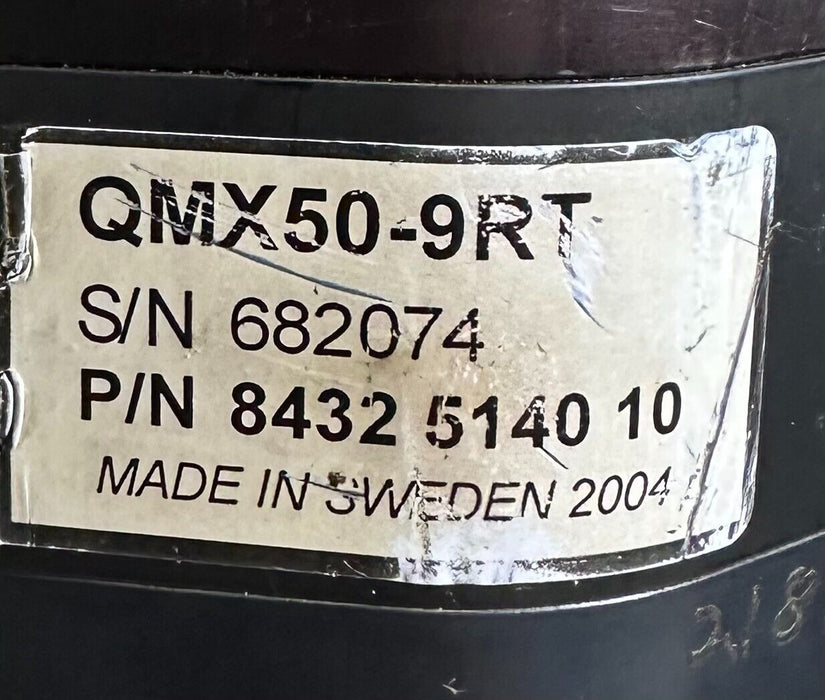 QMX50-9RT
S/N 682074
P/N 8432 5140 10
MADE IN SWEDEN 2004